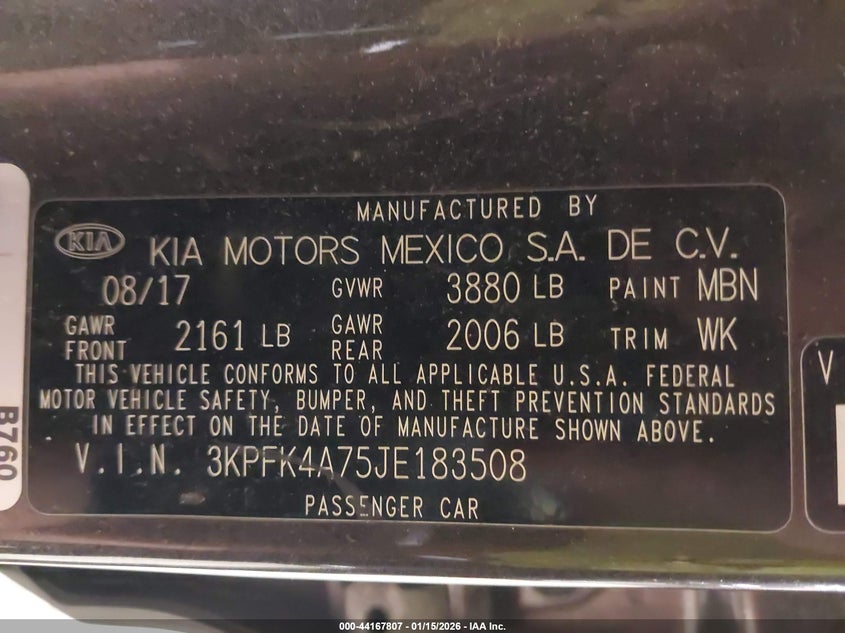 MANUFACTURED BY
KIA KIA MOTORS MEXICO S.A. DE C.V.
08/17 GVWR 3880 LB PAINT MBN
GAWR FRONT 2161 LB GAWR REAR 2006 LB TRIM WK
THIS VEHICLE CONFORMS TO ALL APPLICABLE U.S.A. FEDERAL
MOTOR VEHICLE SAFETY, BUMPER, AND THEFT PREVENTION STANDARDS
IN EFFECT ON THE DATE OF MANUFACTURE SHOWN ABOVE.
V.I.N. 3KPFK4A75JE183508
PASSENGER CAR
B760
V
000-44167807 - 01/15/2026 - IAA Inc.